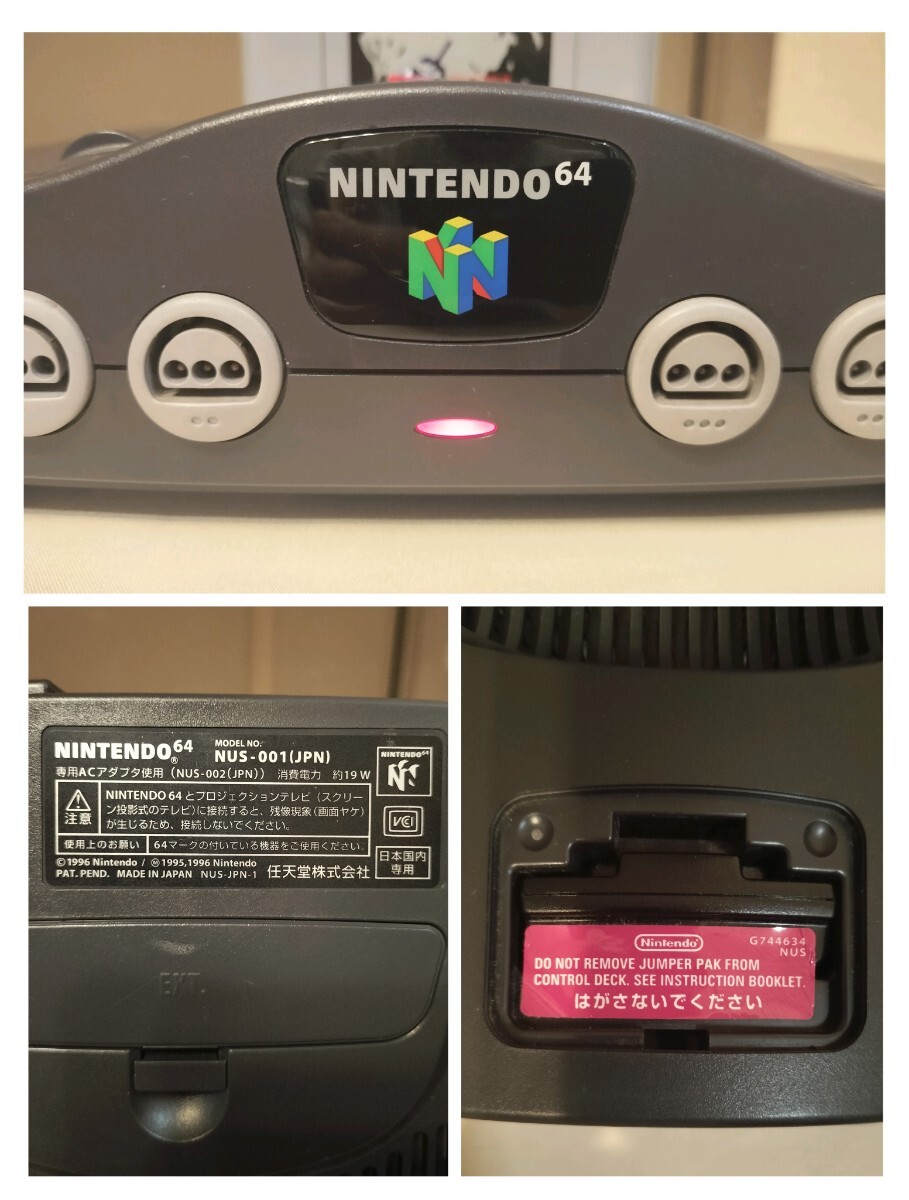 NINTENDO64
NINTENDO64®
MODEL NO.
NUS-001(JPN)
専用ACアダプタ使用（NUS-002(JPN)） 消費電力 約19W
注意
NINTENDO 64とプロジェクションテレビ（スクリー
ン投影式のテレビ）に接続すると、残像現象（画面ヤケ）
が生じるため、接続しないでください。
使用上のお願い 64マークの付いている機器をご使用ください。
©1996 Nintendo / Ⓜ1995,1996 Nintendo
PAT. PEND. MADE IN JAPAN NUS-JPN-1 任天堂株式会社
NINTENDO64
VCI
日本国内
専用
EXT.
Nintendo
G744634
NUS
DO NOT REMOVE JUMPER PAK FROM
CONTROL DECK. SEE INSTRUCTION BOOKLET.
はがさないでください